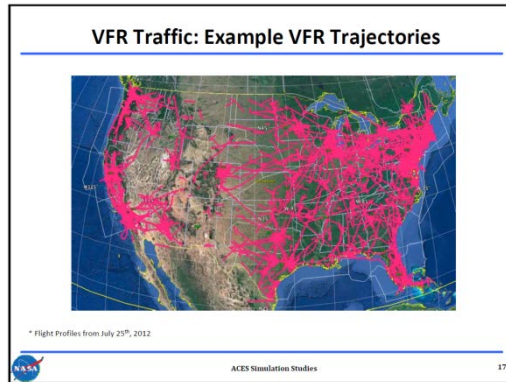 VFR Traffic: Example VFR Trajectories
* Flight Profiles from July 25th, 2012
NASA
ACES Simulation Studies
17